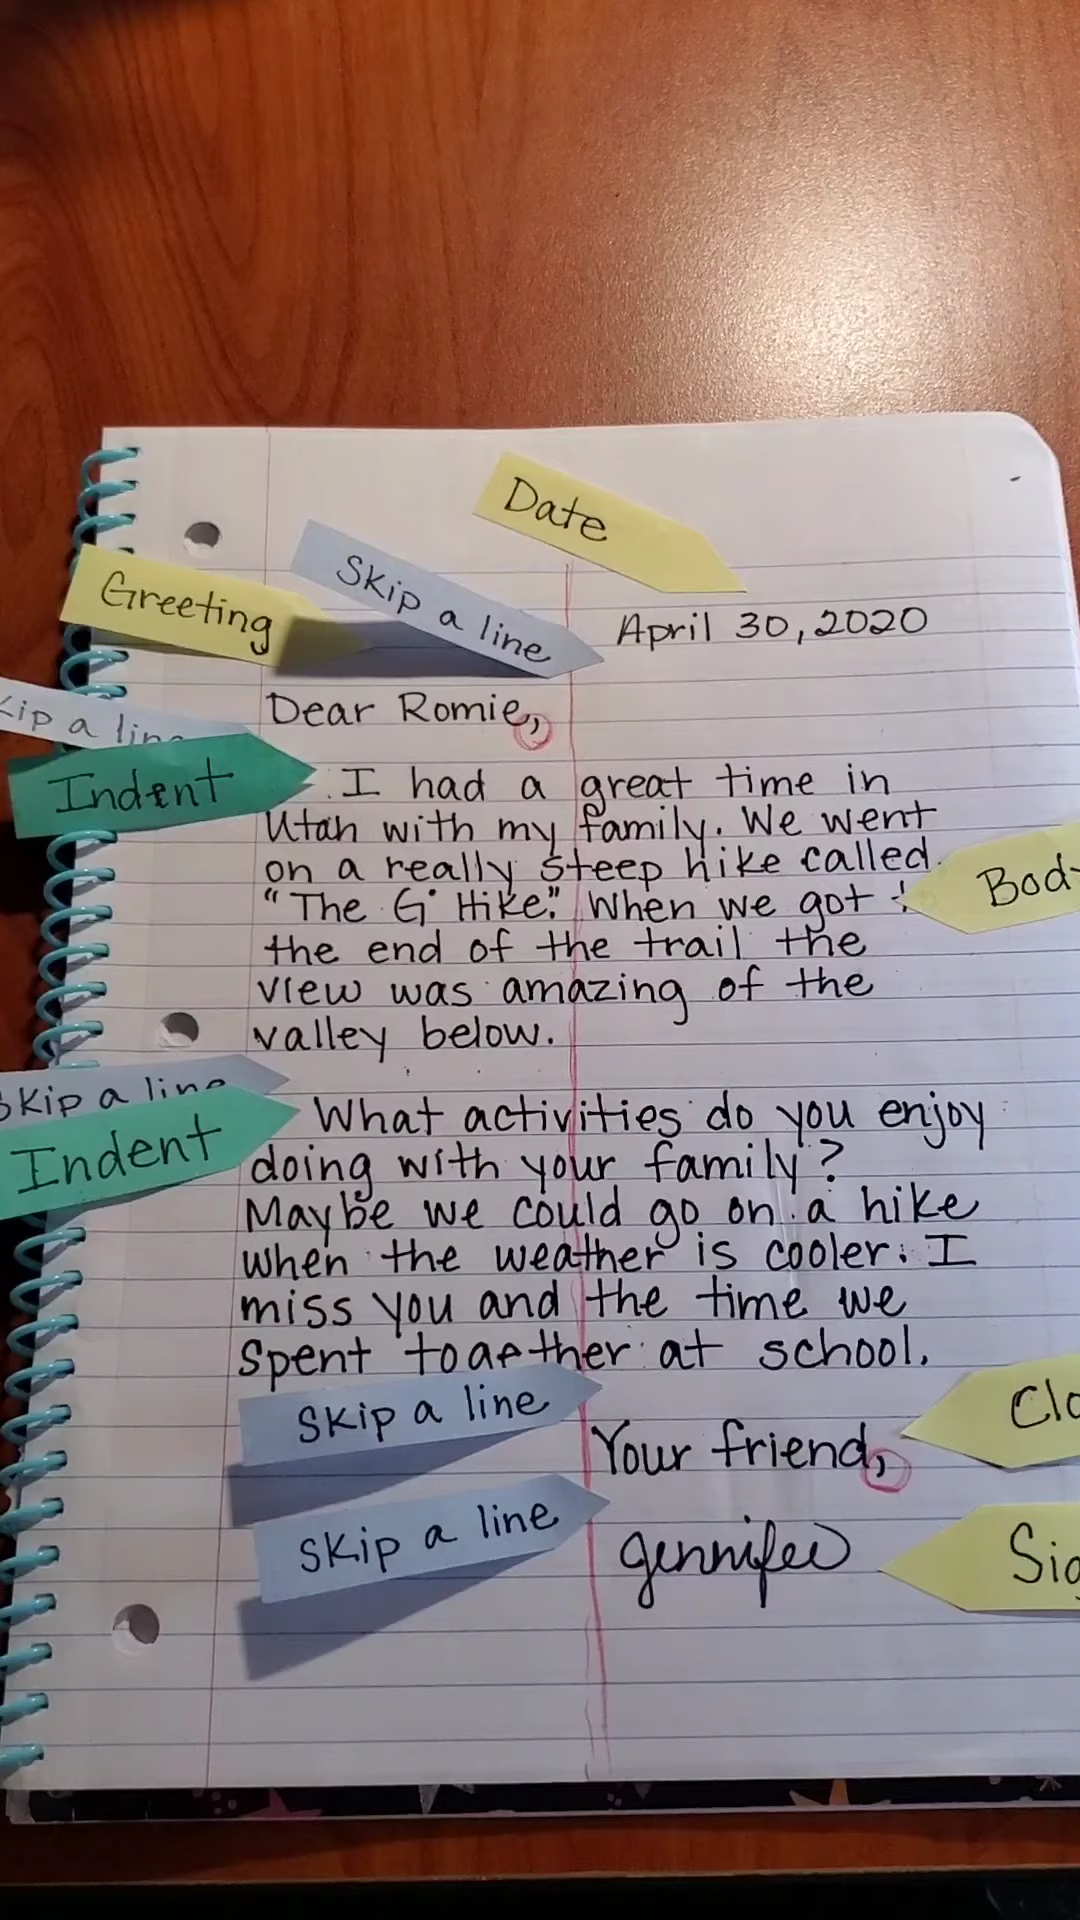 Date
Skip a line
Greeting
April 30, 2020
Dear Romie,
Indent
I had a great time in
Utah with my family. We went
on a really steep hike called
"The G Hike." When we got
Body
the end of the trail the
view was amazing of the
valley below.
Skip a line
Indent
What activities do you enjoy
doing with your family?
Maybe we could go on a hike
when the weather is cooler. I
miss you and the time we
spent together at school.
Skip a line
Your friend,
Skip a line
Jennifer